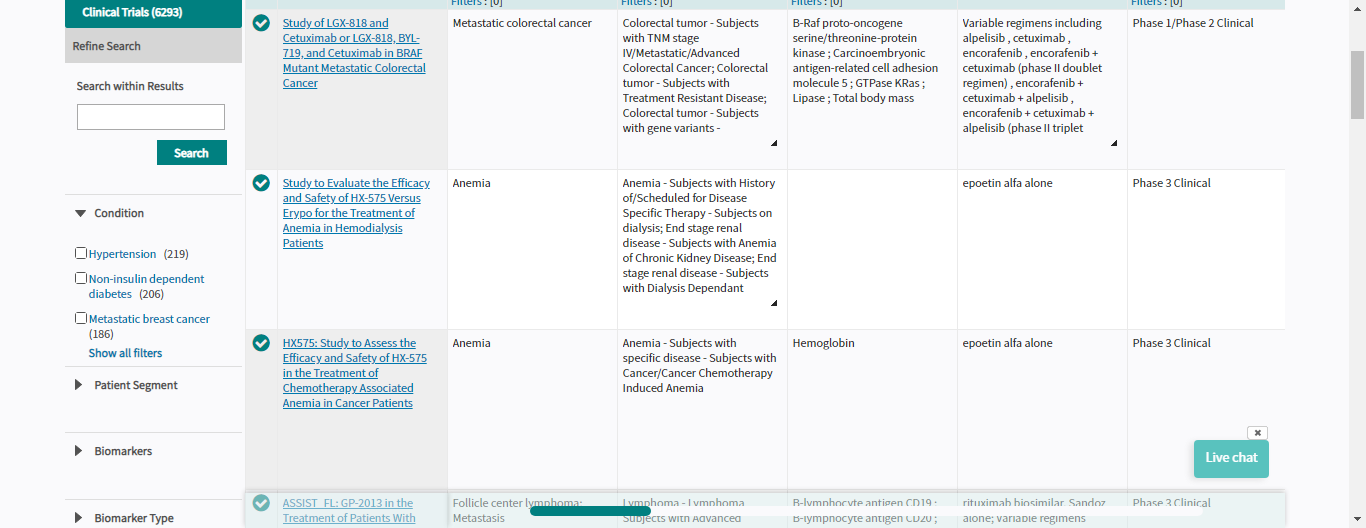 Clinical Trials (6293)
Refine Search
Search within Results
Search
Condition
Hypertension (219)
Non-insulin dependent
diabetes (206)
Metastatic breast cancer
(186)
Show all filters
Patient Segment
Biomarkers
Biomarker Type
Filters : [0]
Filters : [0]
Filters : [0]
Filters : [0]
Study of LGX-818 and
Cetuximab or LGX-818, BYL-
719, and Cetuximab in BRAF
Mutant Metastatic Colorectal
Cancer
Metastatic colorectal cancer
Colorectal tumor - Subjects
with TNM stage
IV/Metastatic/Advanced
Colorectal Cancer; Colorectal
tumor - Subjects with
Treatment Resistant Disease;
Colorectal tumor - Subjects
with gene variants -
B-Raf proto-oncogene
serine/threonine-protein
kinase ; Carcinoembryonic
antigen-related cell adhesion
molecule 5 ; GTPase KRas ;
Lipase ; Total body mass
Variable regimens including
alpelisib , cetuximab ,
encorafenib , encorafenib +
cetuximab (phase II doublet
regimen) , encorafenib +
cetuximab + alpelisib ,
encorafenib + cetuximab +
alpelisib (phase II triplet
Phase 1/Phase 2 Clinical
Study to Evaluate the Efficacy
and Safety of HX-575 Versus
Erypo for the Treatment of
Anemia in Hemodialysis
Patients
Anemia
Anemia - Subjects with History
of/Scheduled for Disease
Specific Therapy - Subjects on
dialysis; End stage renal
disease - Subjects with Anemia
of Chronic Kidney Disease; End
stage renal disease - Subjects
with Dialysis Dependant
epoetin alfa alone
Phase 3 Clinical
HX575: Study to Assess the
Efficacy and Safety of HX-575
in the Treatment of
Chemotherapy Associated
Anemia in Cancer Patients
Anemia
Anemia - Subjects with
specific disease - Subjects with
Cancer/Cancer Chemotherapy
Induced Anemia
Hemoglobin
epoetin alfa alone
Phase 3 Clinical
ASSIST_FL: GP-2013 in the
Treatment of Patients With
Follicle center lymphoma;
Metastasis
Lymphoma - Lymphoma
Subjects with Advanced
B-lymphocyte antigen CD19 ;
B-lymphocyte antigen CD20 ;
rituximab biosimilar, Sandoz
alone; variable regimens
Phase 3 Clinical
Live chat